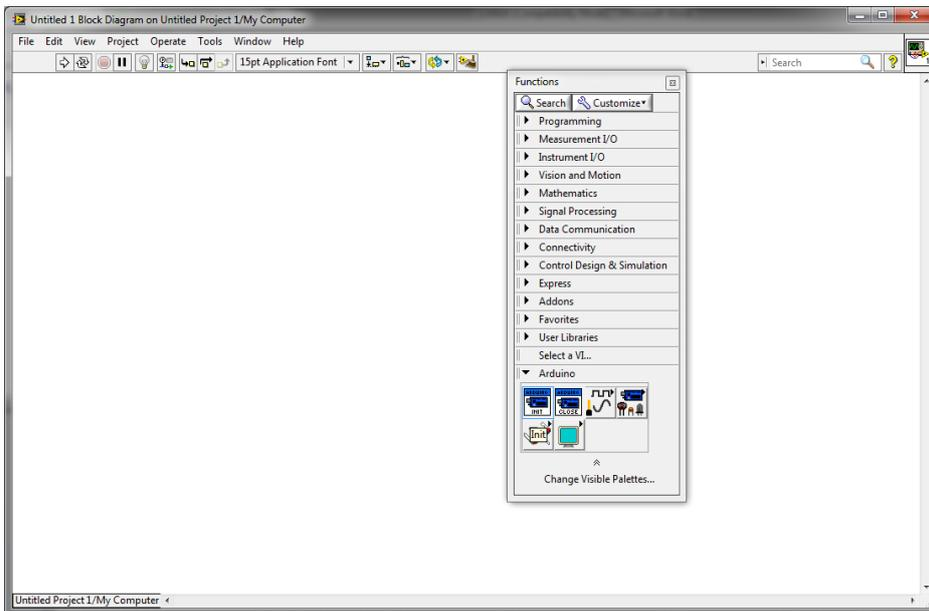 Untitled 1 Block Diagram on Untitled Project 1/My Computer
File Edit View Project Operate Tools Window Help
15pt Application Font
Search
?
1
Functions
Search Customize
Programming
Measurement I/O
Instrument I/O
Vision and Motion
Mathematics
Signal Processing
Data Communication
Connectivity
Control Design & Simulation
Express
Addons
Favorites
User Libraries
Select a VI...
Arduino
ARDUINO ARDUINO
INIT CLOSE
Init
Change Visible Palettes...
Untitled Project 1/My Computer